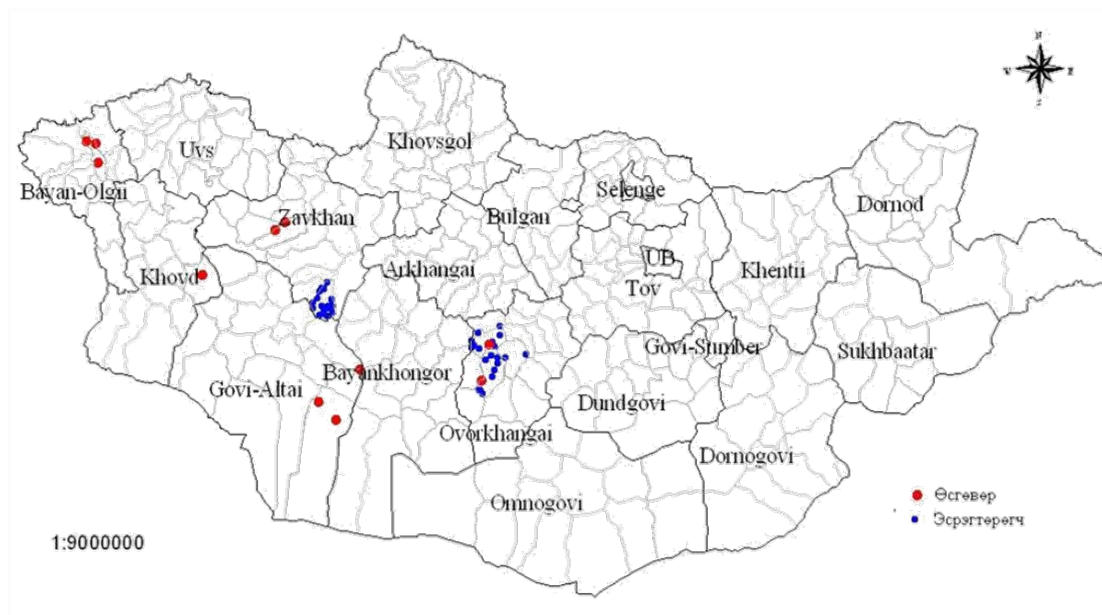 N
E
S
Khovsgol
Uvs
Bayan-Olgii
Selenge
Dornod
Zavkhan
Bulgan
UB
Khovd
Arkhangai
Tov
Khentii
Govi-Sumber
Sukhbaatar
Govi-Altai
Bayankhongor
Dundgovi
Ovorkhangai
Dornogovi
Omnogovi
Өсгөвөр
Эсрэгтөрөгч
1:9000000